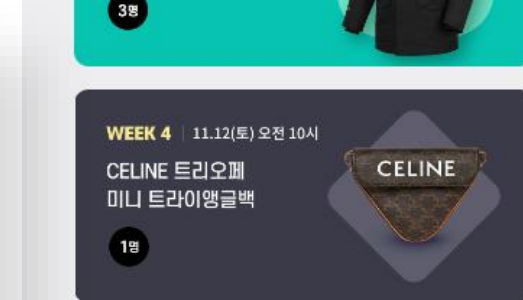 3명
WEEK 4 | 11.12(토) 오전 10시
CELINE 트리오페
미니 트라이앵글백
CELINE
1명